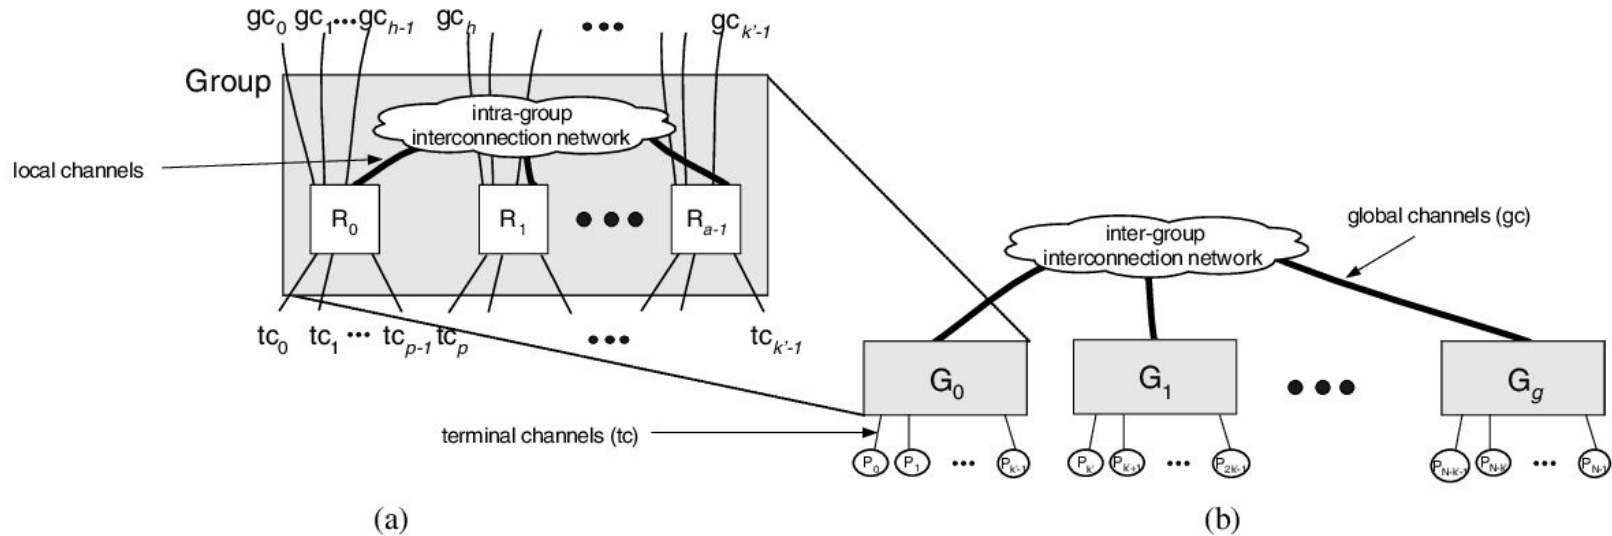 gc0 gc1 ••• gch-1 gch ••• gck'-1
Group
intra-group
interconnection network
local channels
R0 R1 ••• Ra-1
tc0 tc1 ••• tcp-1 tcp ••• tck'-1
inter-group
interconnection network
global channels (gc)
G0 G1 ••• Gg
terminal channels (tc)
P0 P1 ••• Pk'-1 Pk' Pk'+1 ••• P2k'-1 PN-k'-1 PN-k' ••• PN-1
(a) (b)